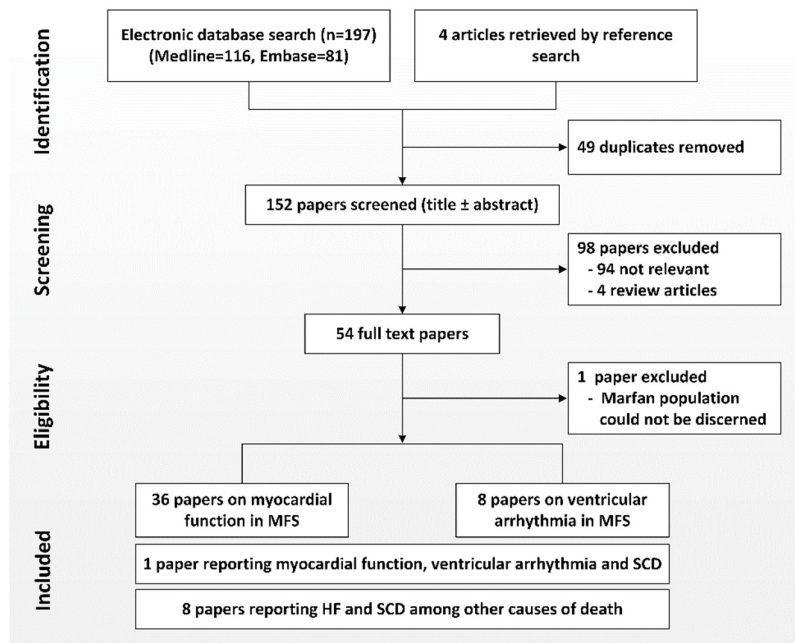 Electronic database search (n=197)
(Medline=116, Embase=81)
4 articles retrieved by reference
search
Identification
49 duplicates removed
152 papers screened (title ± abstract)
Screening
98 papers excluded
- 94 not relevant
- 4 review articles
54 full text papers
Eligibility
1 paper excluded
- Marfan population
could not be discerned
36 papers on myocardial
function in MFS
8 papers on ventricular
arrhythmia in MFS
Included
1 paper reporting myocardial function, ventricular arrhythmia and SCD
8 papers reporting HF and SCD among other causes of death